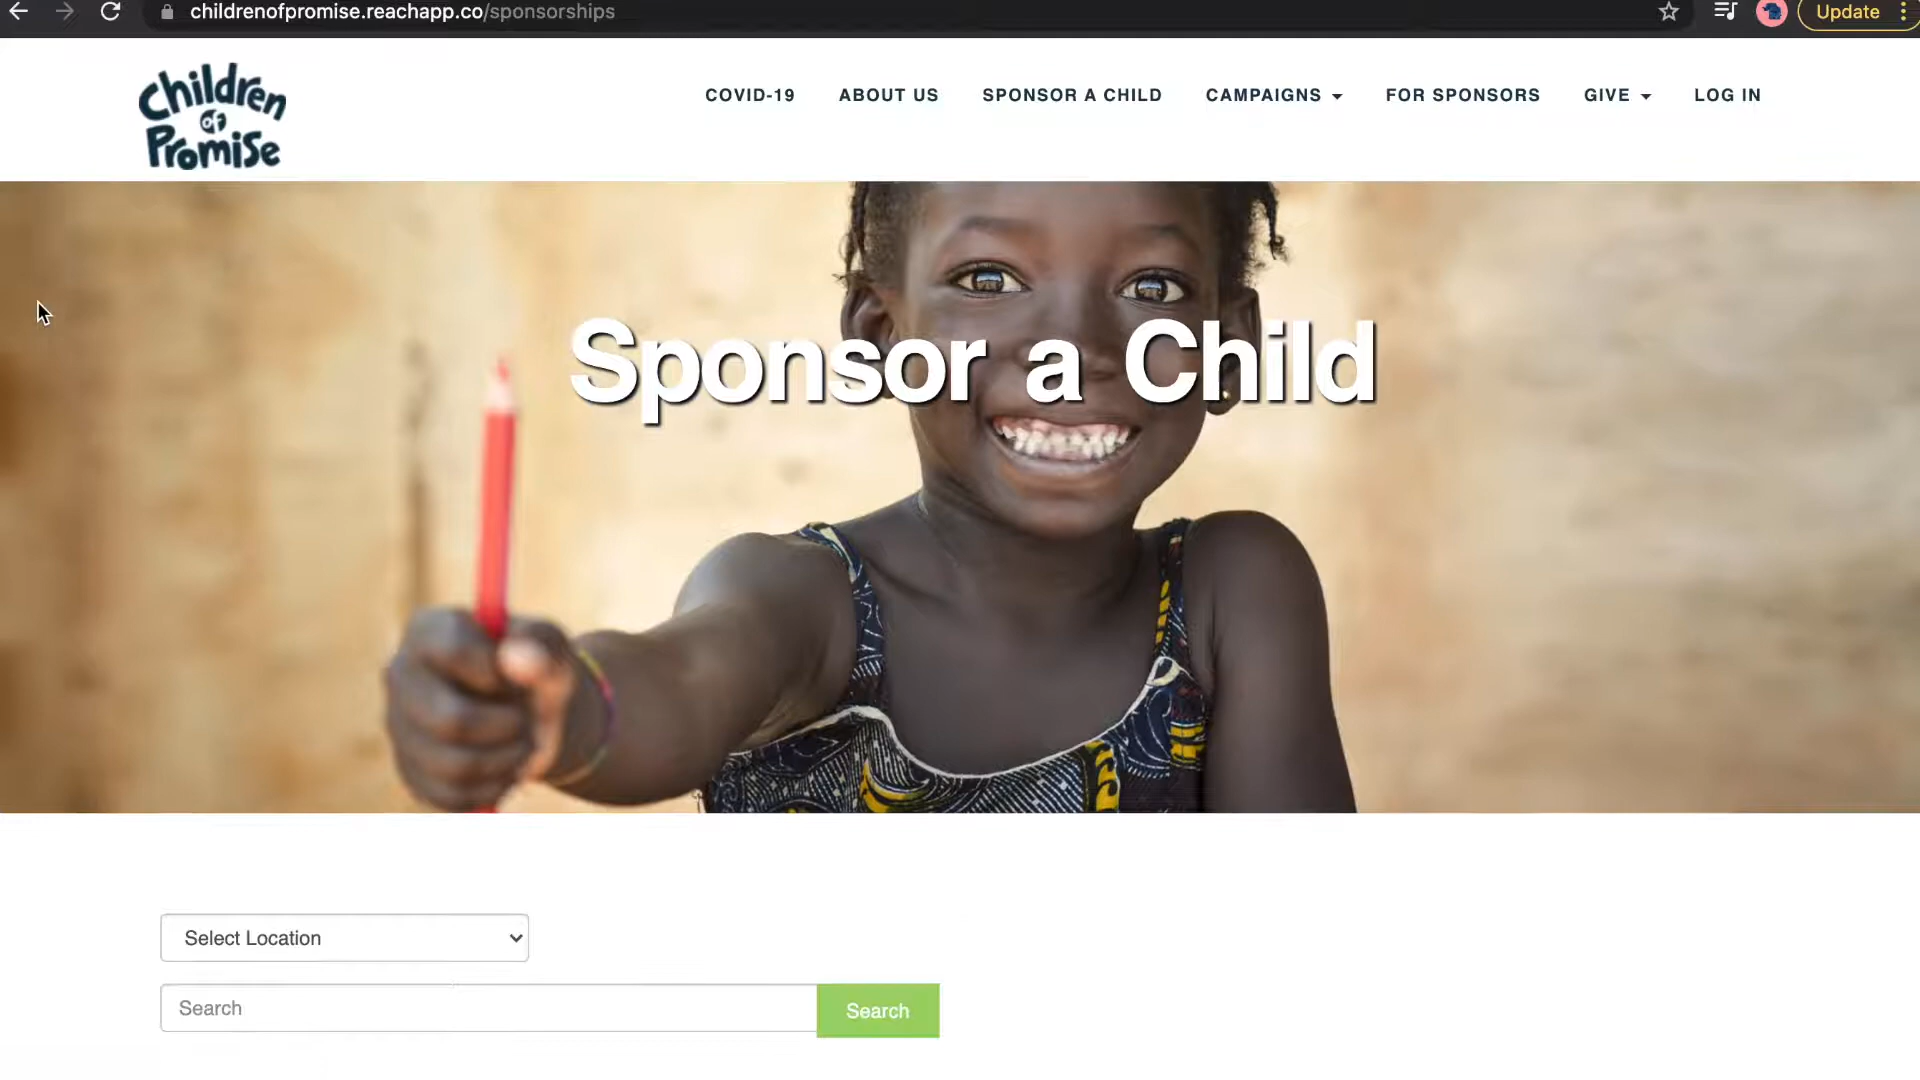 childrenofpromise.reachapp.co/sponsorships
Update
Children
of
Promise
COVID-19 ABOUT US SPONSOR A CHILD CAMPAIGNS FOR SPONSORS GIVE LOG IN
Sponsor a Child
Select Location
Search
Search